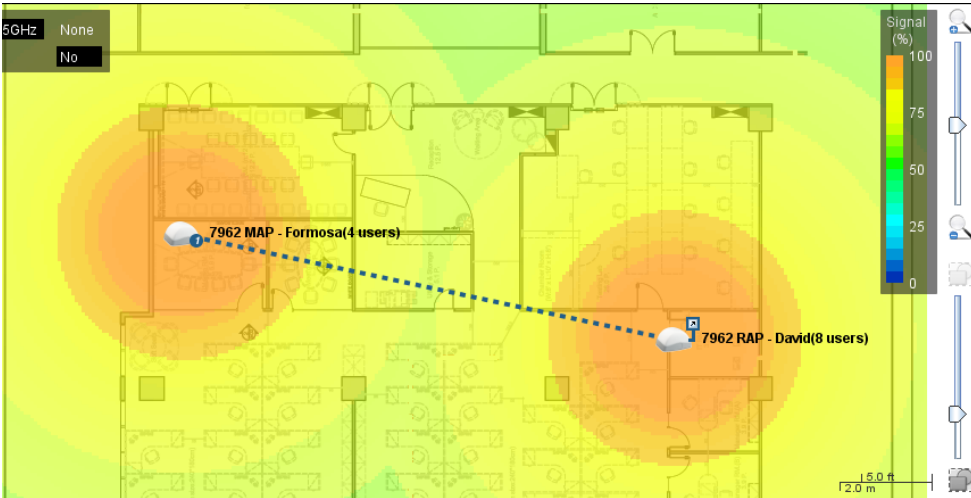 5GHz None
No
Signal
(%)
100
75
50
25
0
7962 MAP - Formosa(4 users)
1
7962 RAP - David(8 users)
5.0 ft
2.0 m